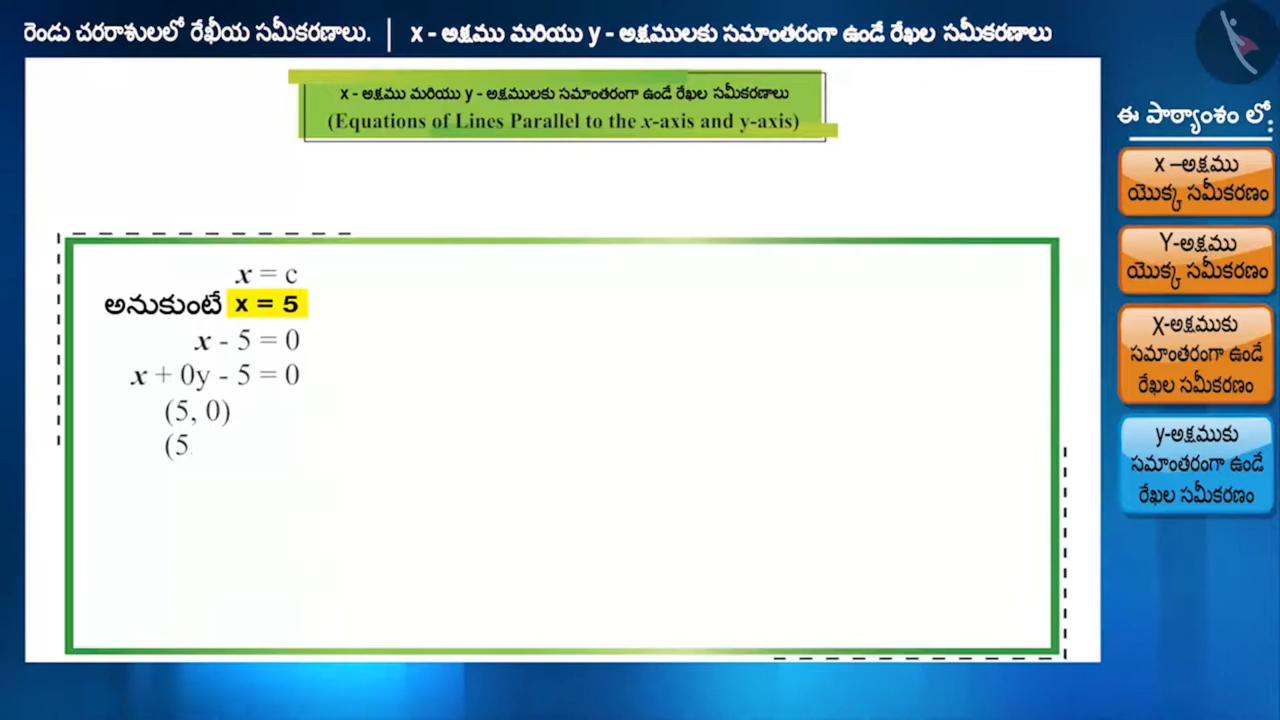 రెండు చరరాశులలో రేఖీయ సమీకరణాలు. | x - అక్షము మరియు y - అక్షములకు సమాంతరంగా ఉండే రేఖల సమీకరణాలు
x - అక్షము మరియు y - అక్షములకు సమాంతరంగా ఉండే రేఖల సమీకరణాలు
(Equations of Lines Parallel to the x-axis and y-axis)
x = c
అనుకుంటే x = 5
x - 5 = 0
x + 0y - 5 = 0
(5, 0)
(5
ఈ పాఠ్యాంశం లో:
x –అక్షము
యొక్క సమీకరణం
Y-అక్షము
యొక్క సమీకరణం
X-అక్షముకు
సమాంతరంగా ఉండే
రేఖల సమీకరణం
y-అక్షముకు
సమాంతరంగా ఉండే
రేఖల సమీకరణం